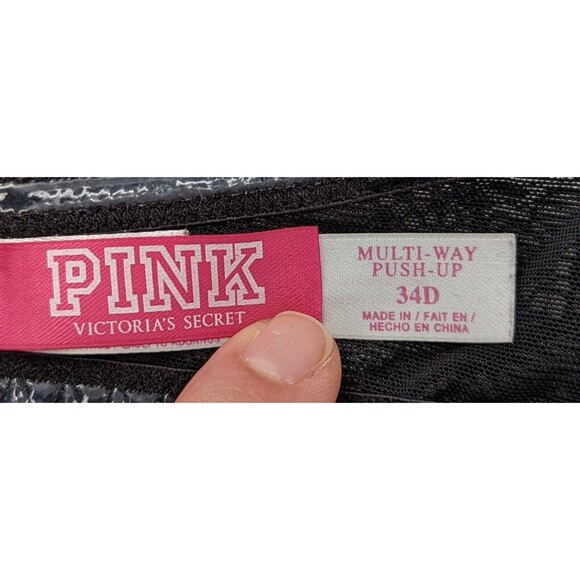 PINK
VICTORIA'S SECRET
MULTI-WAY
PUSH-UP
34D
MADE IN / FAIT EN /
HECHO EN CHINA